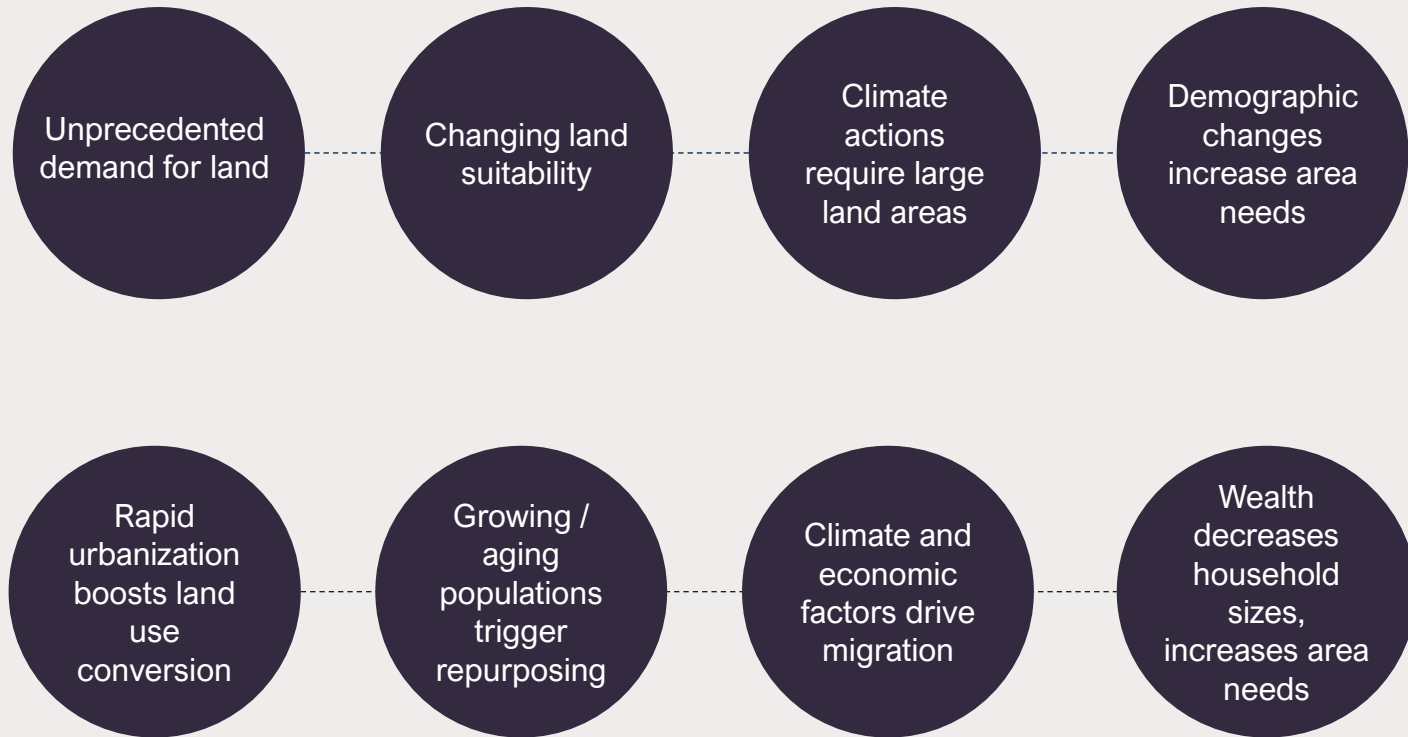 Unprecedented
demand for land
Changing land
suitability
Climate
actions
require large
land areas
Demographic
changes
increase area
needs
Rapid
urbanization
boosts land
use
conversion
Growing /
aging
populations
trigger
repurposing
Climate and
economic
factors drive
migration
Wealth
decreases
household
sizes,
increases area
needs